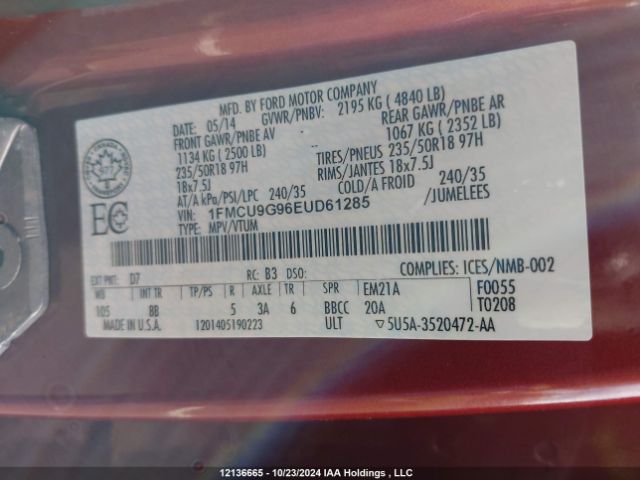 MFD. BY FORD MOTOR COMPANY
DATE: 05/14 GVWR/PNBV: 2195 KG ( 4840 LB)
FRONT GAWR/PNBE AV REAR GAWR/PNBE AR
1134 KG ( 2500 LB) 1067 KG ( 2352 LB)
235/50R18 97H TIRES/PNEUS 235/50R18 97H
18x7.5J RIMS/JANTES 18x7.5J
AT/A kPa/PSI/LPC 240/35 COLD/A FROID 240/35
VIN: 1FMCU9G96EUD61285 /JUMELEES
TYPE: MPV/VTUM
EC
EXT PNT: D7 RC: B3 DSO: COMPLIES: ICES/NMB-002
WB INT TR TP/PS R AXLE TR SPR EM21A F0055
105 8B 5 3A 6 BBCC 20A T0208
MADE IN U.S.A. 1201405190223 ULT ▽5U5A-3520472-AA
12136665 - 10/23/2024 IAA Holdings , LLC